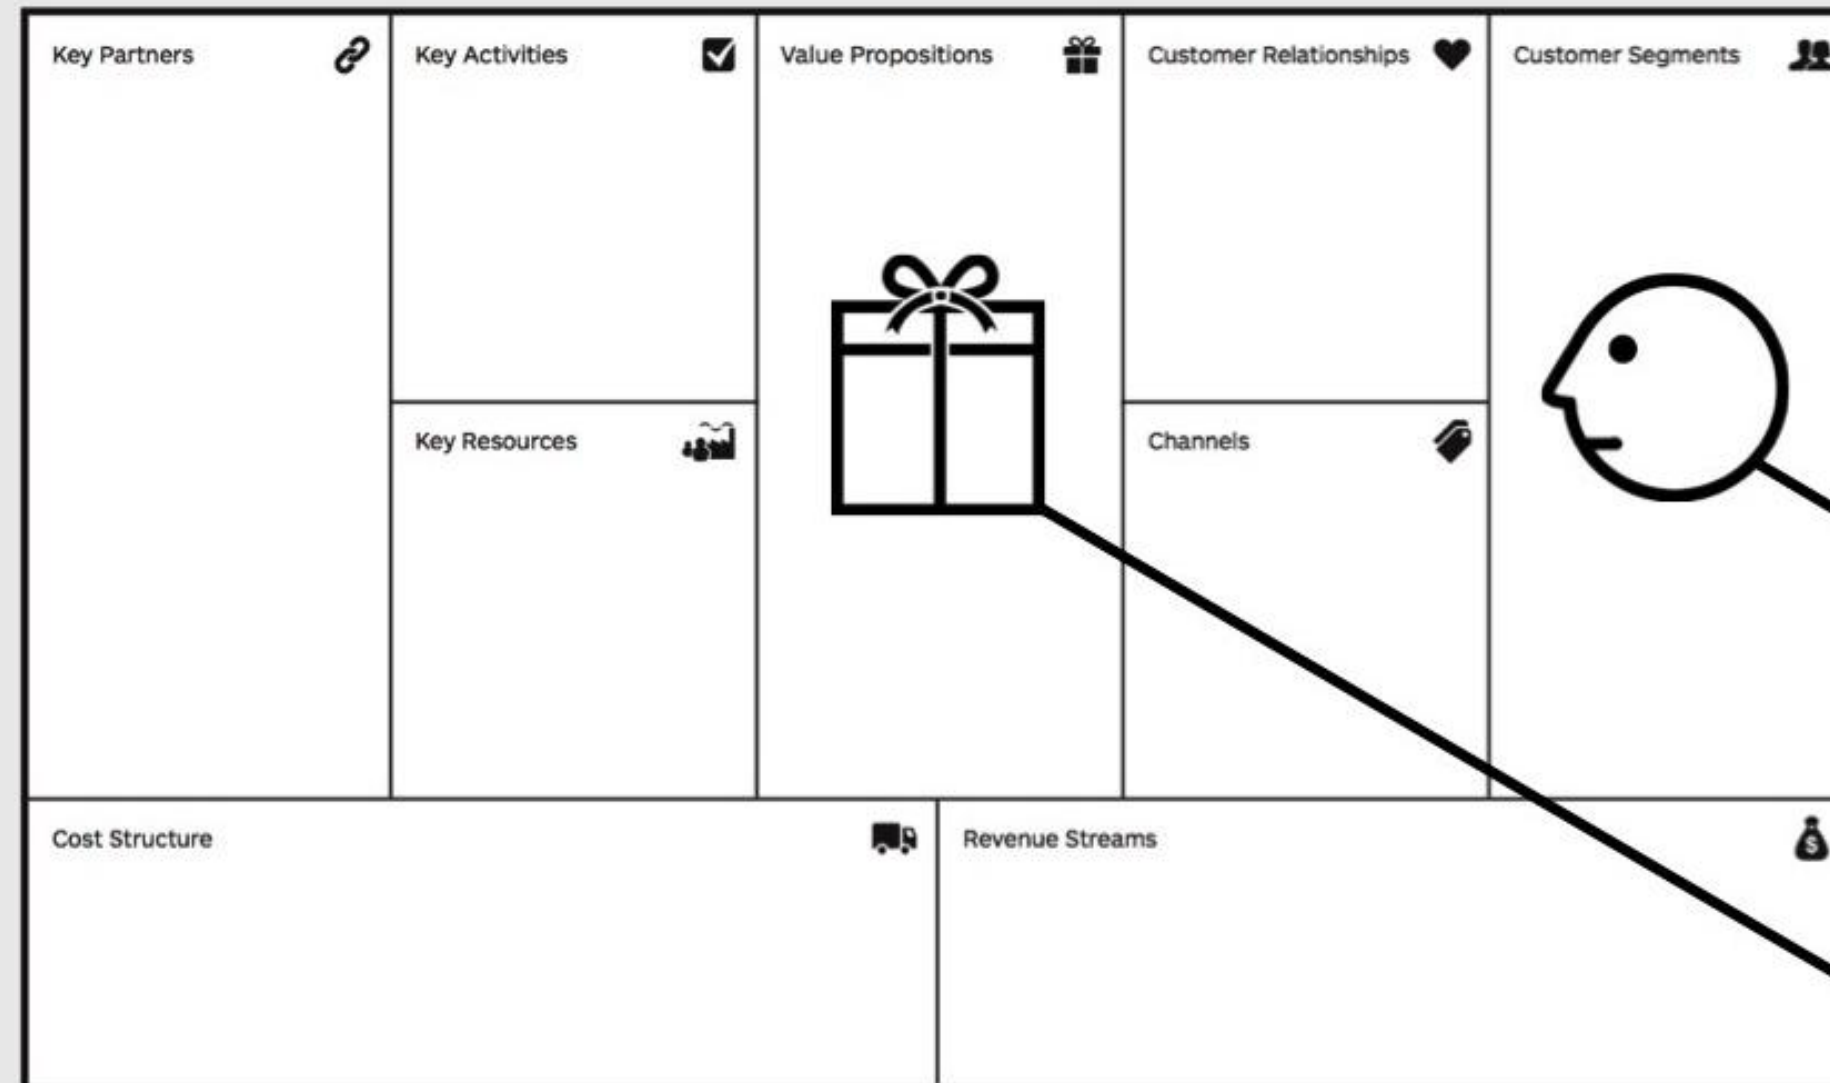 Key Partners
Key Activities
Value Propositions
Customer Relationships
Customer Segments
Key Resources
Channels
Cost Structure
Revenue Streams
$